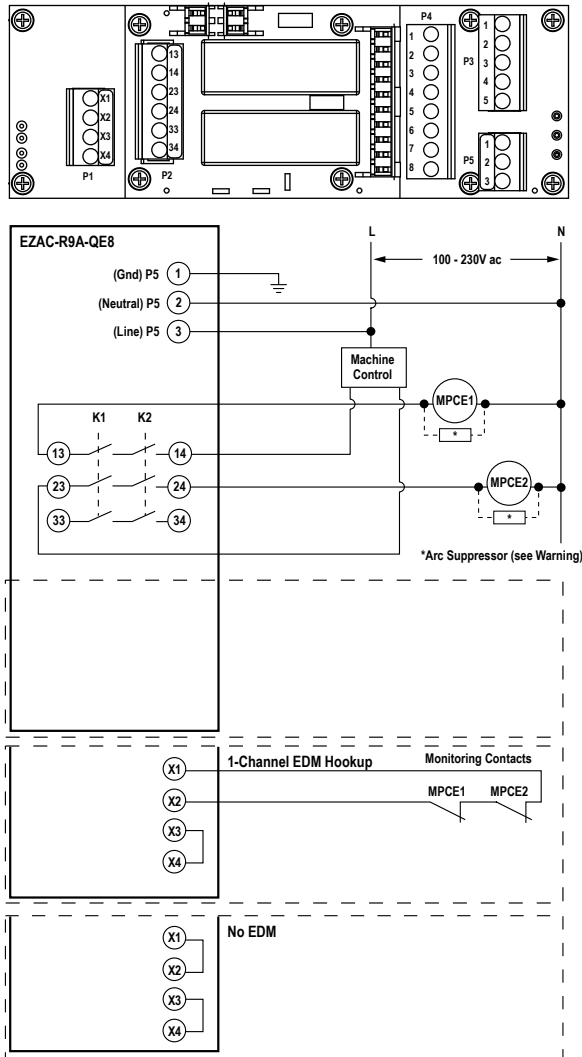 P4
P3
P5
P1
P2
X1
X2
X3
X4
13
14
23
24
33
34
1
2
3
4
5
6
7
8
1
2
3
4
5
1
2
3
EZAC-R9A-QE8
L
N
100 - 230V ac
(Gnd) P5 1
(Neutral) P5 2
(Line) P5 3
Machine
Control
MPCE1
*
K1 K2
13 14
23 24
33 34
MPCE2
*
*Arc Suppressor (see Warning)
1-Channel EDM Hookup
Monitoring Contacts
MPCE1 MPCE2
X1
X2
X3
X4
No EDM
X1
X2
X3
X4